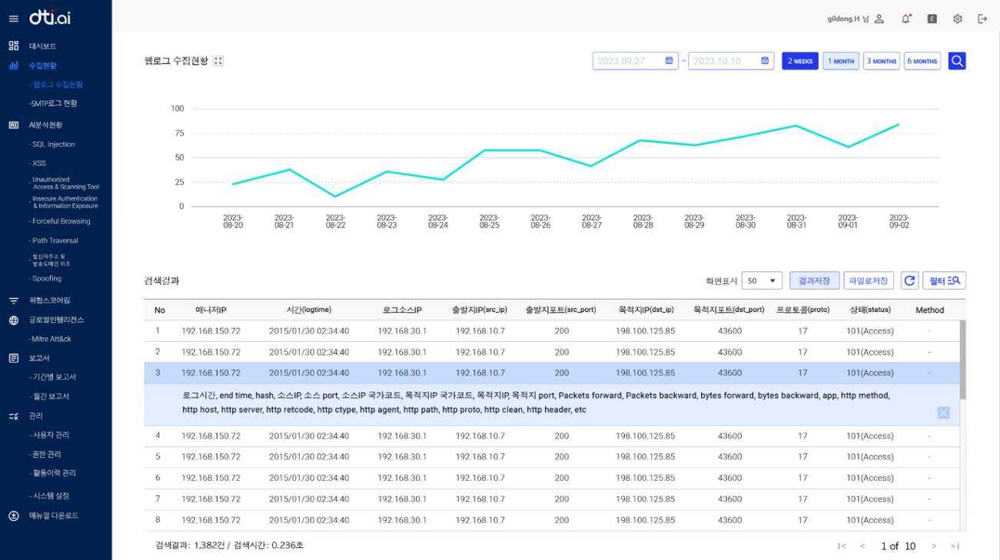 dti.ai
gildong.H 님
E
대시보드
수집현황
- 웹로그 수집현황
-SMTP로그 현황
AI
AI분석현황
- SQL Injection
- XSS
- Unauthorized
Access & Scanning Tool
- Insecure Authentication
& Information Exposure
- Forceful Browsing
- Path Traversal
- 발신자주소 및
발송도메인 위조
- Spoofing
위협스코어링
글로벌인텔리전스
-Mitre Att&ck
보고서
- 기간별 보고서
- 월간 보고서
관리
- 사용자 관리
- 권한 관리
- 활동이력 관리
- 시스템 설정
매뉴얼 다운로드
웹로그 수집현황
2023.09.27 – 2023.10.10 2 WEEKS 1 MONTH 3 MONTHS 6 MONTHS
100
75
50
25
0
2023-08-20 2023-08-21 2023-08-22 2023-08-23 2023-08-24 2023-08-25 2023-08-26 2023-08-27 2023-08-28 2023-08-29 2023-08-30 2023-08-31 2023-09-01 2023-09-02
검색결과
화면표시 50 결과저장 파일로저장 필터
No 매니저IP 시간(logtime) 로그소스IP 출발지IP(src_ip) 출발지포트(src_port) 목적지IP(dst_ip) 목적지포트(dst_port) 프로토콜(proto) 상태(status) Method
1 192.168.150.72 2015/01/30 02:34:40 192.168.30.1 192.168.10.7 200 198.100.125.85 43600 17 101(Access) -
2 192.168.150.72 2015/01/30 02:34:40 192.168.30.1 192.168.10.7 200 198.100.125.85 43600 17 101(Access) -
3 192.168.150.72 2015/01/30 02:34:40 192.168.30.1 192.168.10.7 200 198.100.125.85 43600 17 101(Access) -
로그시간, end time, hash, 소스IP, 소스 port, 소스IP 국가코드, 목적지IP 국가코드, 목적지IP, 목적지 port, Packets forward, Packets backward, bytes forward, bytes backward, app, http method,
http host, http server, http retcode, http ctype, http agent, http path, http proto, http clean, http header, etc
4 192.168.150.72 2015/01/30 02:34:40 192.168.30.1 192.168.10.7 200 198.100.125.85 43600 17 101(Access) -
5 192.168.150.72 2015/01/30 02:34:40 192.168.30.1 192.168.10.7 200 198.100.125.85 43600 17 101(Access) -
6 192.168.150.72 2015/01/30 02:34:40 192.168.30.1 192.168.10.7 200 198.100.125.85 43600 17 101(Access) -
7 192.168.150.72 2015/01/30 02:34:40 192.168.30.1 192.168.10.7 200 198.100.125.85 43600 17 101(Access) -
8 192.168.150.72 2015/01/30 02:34:40 192.168.30.1 192.168.10.7 200 198.100.125.85 43600 17 101(Access) -
검색결과: 1,382건 / 검색시간: 0.236초
|< < 1 of 10 > >|